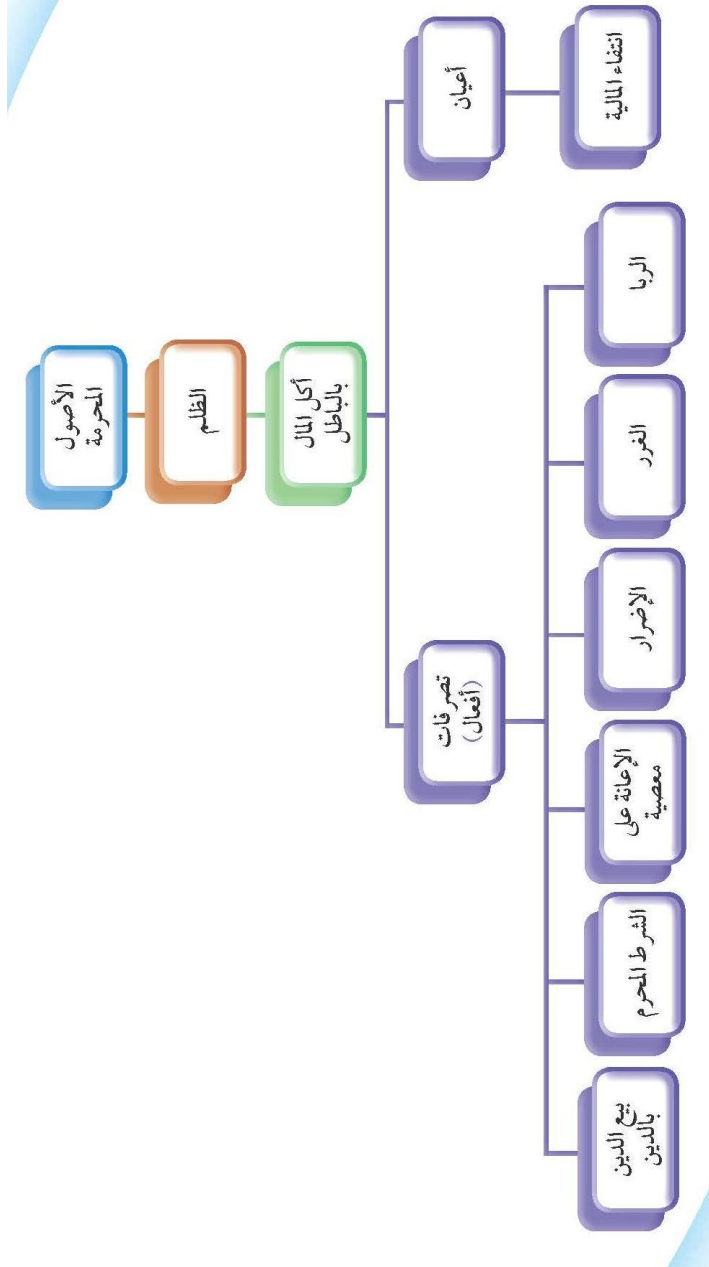 الأصول
المحرمة
الظلم
أكل المال
بالباطل
أعيان
تصرفات
(أفعال)
انتفاء المالية
الربا
الغرر
الإضرار
الإعانة على
معصية
الشرط المحرم
بيع الدين
بالدين